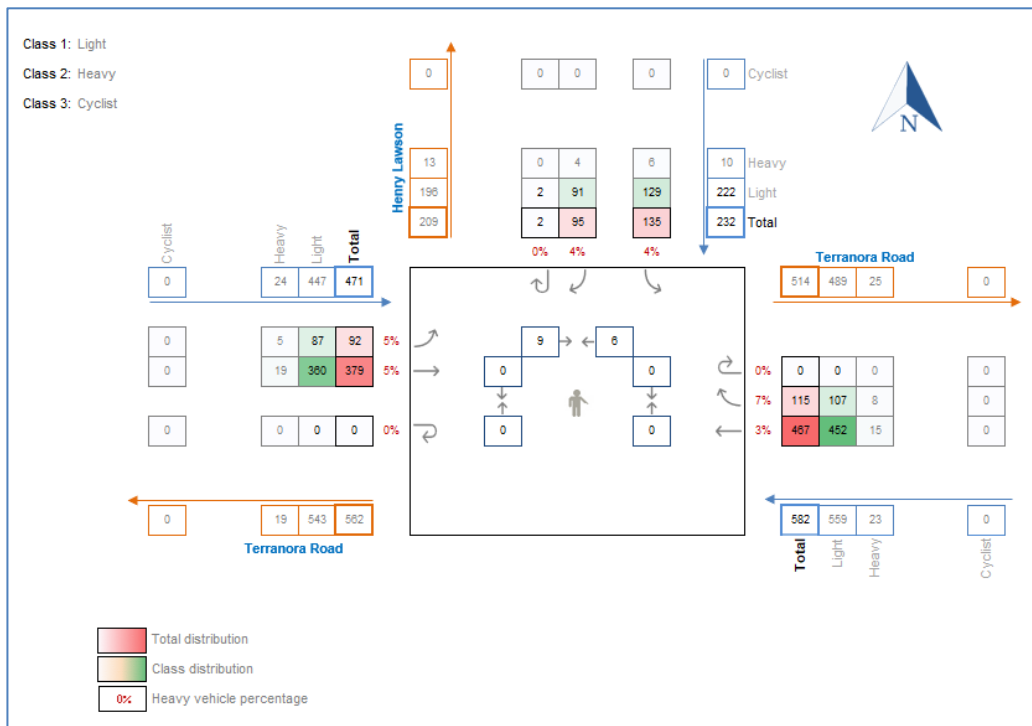 Class 1: Light
Class 2: Heavy
Class 3: Cyclist
0 0 0 0 0 Cyclist
N
Henry Lawson
13 0 4 6 10 Heavy
196 2 91 129 222 Light
209 2 95 135 232 Total
0% 4% 4%
Cyclist Heavy Light Total
Terranora Road
0 24 447 471
514 489 25 0
0 5 87 92 5%
9 6
0 19 360 379 5%
0 0
0% 0 0 0 0
7% 115 107 8 0
3% 467 452 15 0
0 0 0 0 0%
0 0
0 19 543 562
Terranora Road
582 559 23 0
Total Light Heavy Cyclist
Total distribution
Class distribution
0% Heavy vehicle percentage